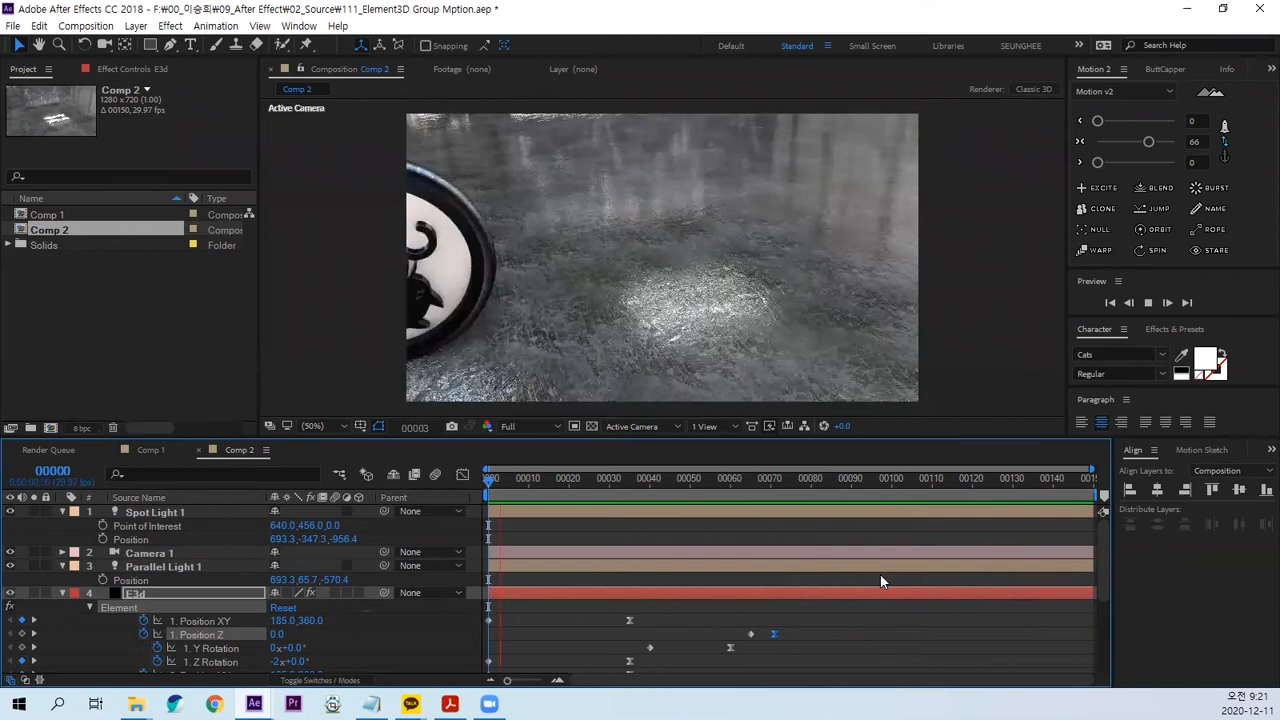 Adobe After Effects CC 2018 - F:₩00_이승희₩09_After Effect₩02_Source₩111_Element3D Group Mption.aep *
File Edit Composition Layer Effect Animation View Window Help
Snapping
Default Standard Small Screen Libraries SEUNGHEE Search Help
Project Effect Controls E3d
Composition Comp 2 Footage (none) Layer (none)
Motion 2 ButtCapper Info
Comp 2
1280 x 720 (1.00)
Δ 00150, 29.97 fps
Comp 2
Renderer: Classic 3D
Motion v2
Active Camera
0
66
0
Name Type
Comp 1 Compos
Comp 2 Compos
Solids Folder
EXCITE BLEND BURST
CLONE JUMP NAME
NULL ORBIT ROPE
WARP SPIN STARE
Preview
Character Effects & Presets
Cats
Regular
Paragraph
8 bpc
(50%) 00003 Full Active Camera 1 View +0.0
Render Queue Comp 1 Comp 2
Align Motion Sketch
00000
0;00;00;00 (29.97 fps)
Align Layers to: Composition
Distribute Layers:
# Source Name Parent
00010 00020 00030 00040 00050 00060 00070 00080 00090 00100 00110 00120 00130 00140
1 Spot Light 1 None
Point of Interest 640.0,456.0,0.0
Position 693.3,-347.3,-956.4
2 Camera 1 None
3 Parallel Light 1 None
Position 693.3,65.7,-570.4
4 E3d None
Element Reset
1. Position XY 185.0,360.0
1. Position Z 0.0
1. Y Rotation 0x+0.0°
1. Z Rotation -2x+0.0°
Toggle Switches / Modes
오전 9:21
2020-12-11